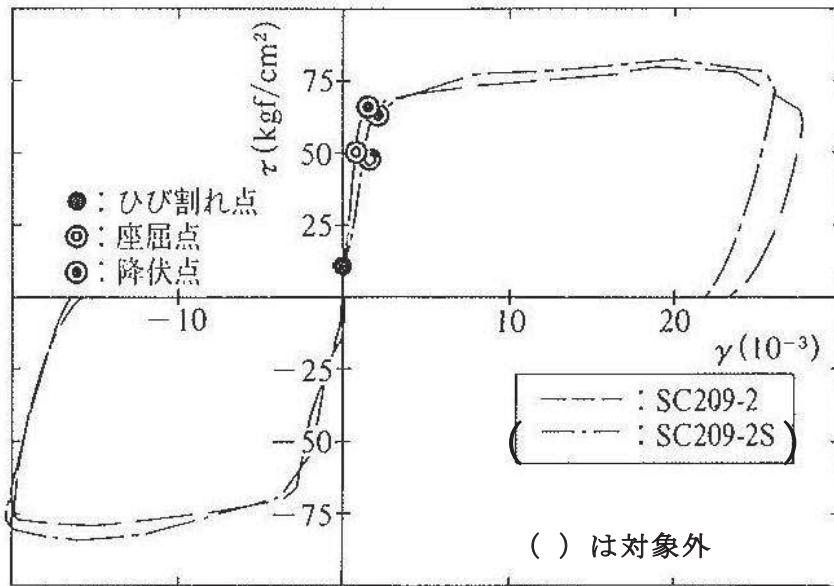 τ(kgf/cm²)
75
50
25
●：ひび割れ点
◎：座屈点
◉：降伏点
−10
10
20
γ(10⁻³)
−25
−50
−75
：SC209-2
( ：SC209-2S )
( ) は対象外